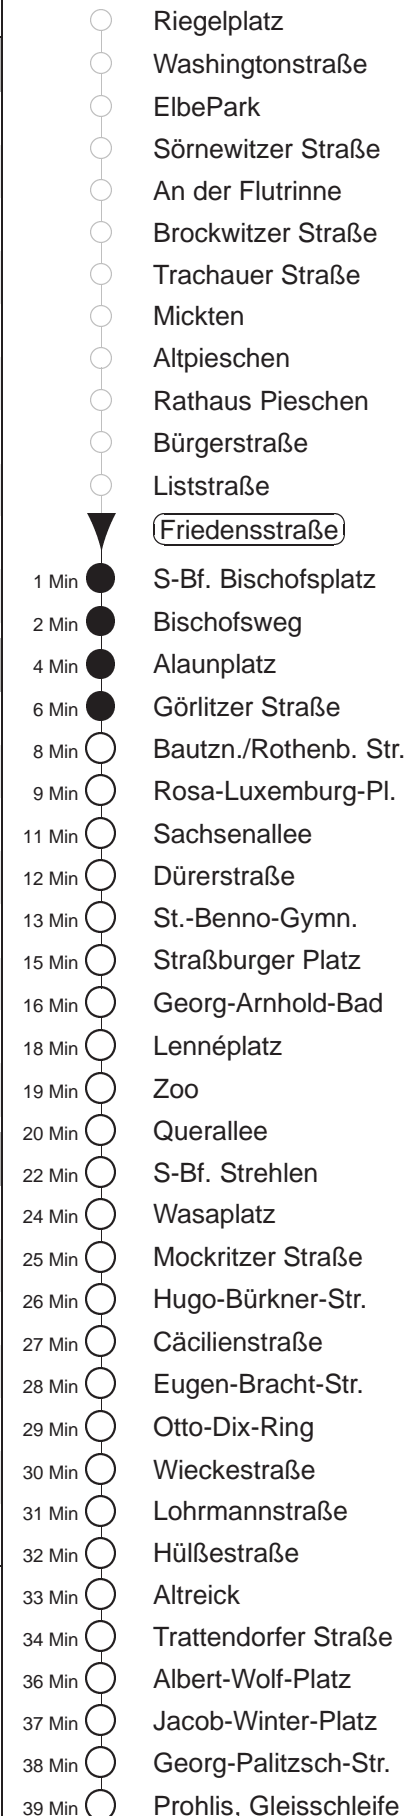 Riegelplatz
Washingtonstraße
ElbePark
Sörnewitzer Straße
An der Flutrinne
Brockwitzer Straße
Trachauer Straße
Mickten
Altpieschen
Rathaus Pieschen
Bürgerstraße
Liststraße
Friedensstraße
1 Min S-Bf. Bischofsplatz
2 Min Bischofsweg
4 Min Alaunplatz
6 Min Görlitzer Straße
8 Min Bautzn./Rothenb. Str.
9 Min Rosa-Luxemburg-Pl.
11 Min Sachsenallee
12 Min Dürerstraße
13 Min St.-Benno-Gymn.
15 Min Straßburger Platz
16 Min Georg-Arnhold-Bad
18 Min Lennéplatz
19 Min Zoo
20 Min Querallee
22 Min S-Bf. Strehlen
24 Min Wasaplatz
25 Min Mockritzer Straße
26 Min Hugo-Bürkner-Str.
27 Min Cäcilienstraße
28 Min Eugen-Bracht-Str.
29 Min Otto-Dix-Ring
30 Min Wieckestraße
31 Min Lohrmannstraße
32 Min Hülßestraße
33 Min Altreick
34 Min Trattendorfer Straße
36 Min Albert-Wolf-Platz
37 Min Jacob-Winter-Platz
38 Min Georg-Palitzsch-Str.
39 Min Prohlis, Gleisschleife